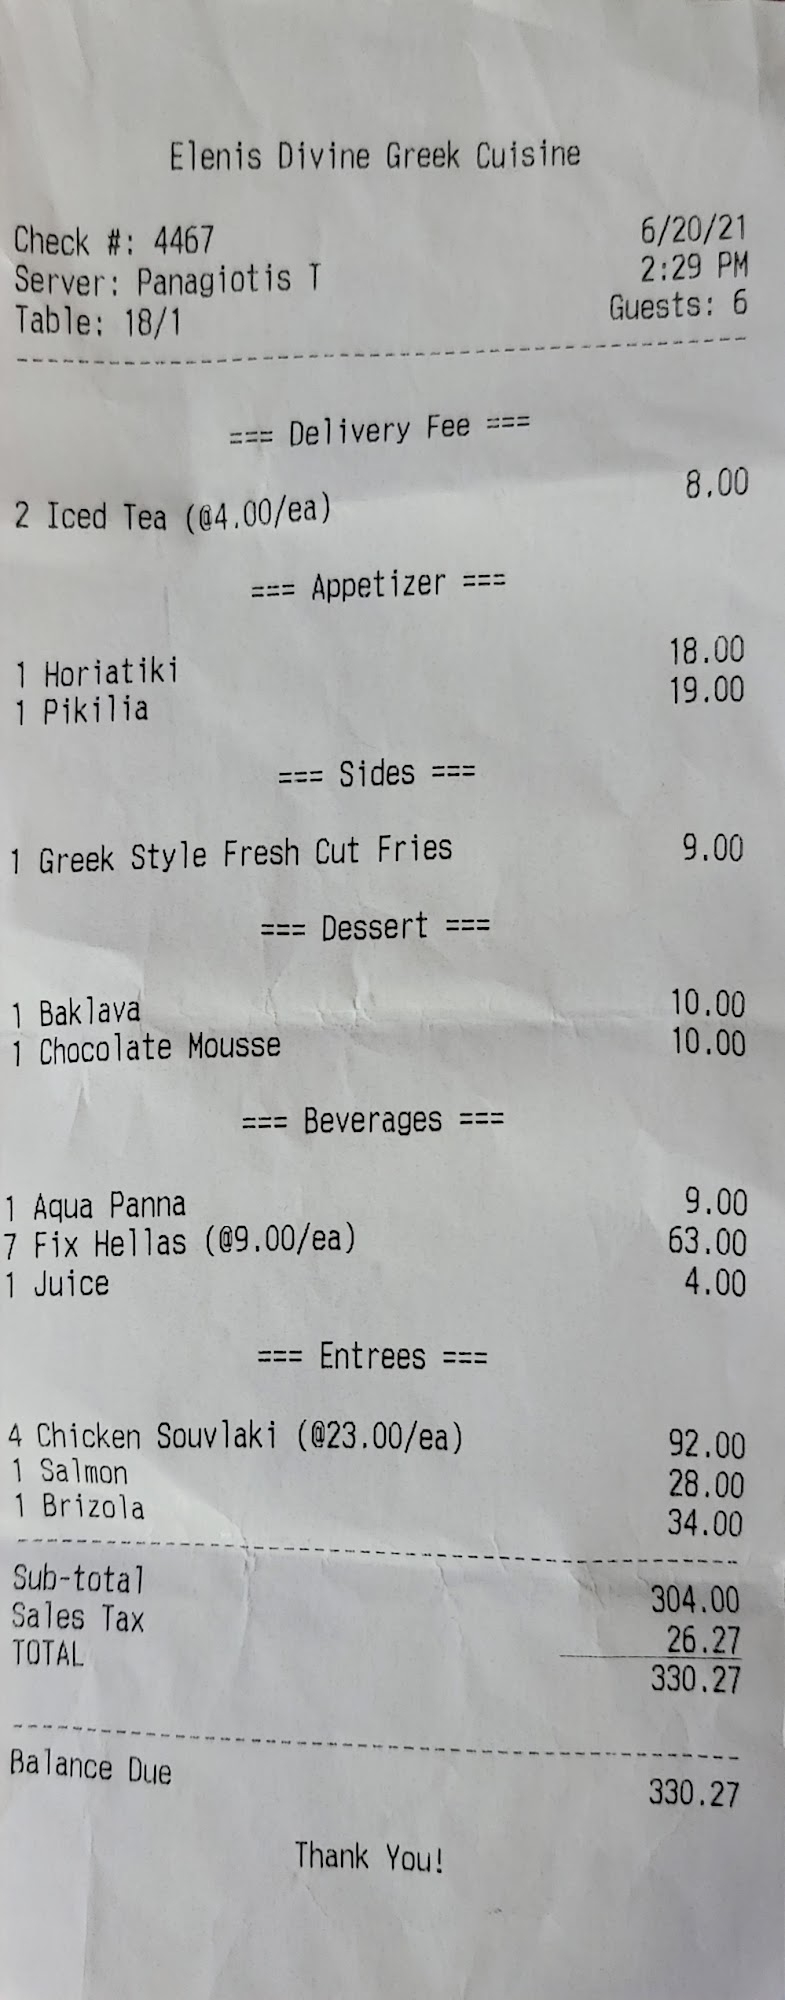 Elenis Divine Greek Cuisine
Check #: 4467 6/20/21
Server: Panagiotis T 2:29 PM
Table: 18/1 Guests: 6
=== Delivery Fee ===
2 Iced Tea (@4.00/ea) 8.00
=== Appetizer ===
1 Horiatiki 18.00
1 Pikilia 19.00
=== Sides ===
1 Greek Style Fresh Cut Fries 9.00
=== Dessert ===
1 Baklava 10.00
1 Chocolate Mousse 10.00
=== Beverages ===
1 Aqua Panna 9.00
7 Fix Hellas (@9.00/ea) 63.00
1 Juice 4.00
=== Entrees ===
4 Chicken Souvlaki (@23.00/ea) 92.00
1 Salmon 28.00
1 Brizola 34.00
Sub-total 304.00
Sales Tax 26.27
TOTAL 330.27
Balance Due 330.27
Thank You!